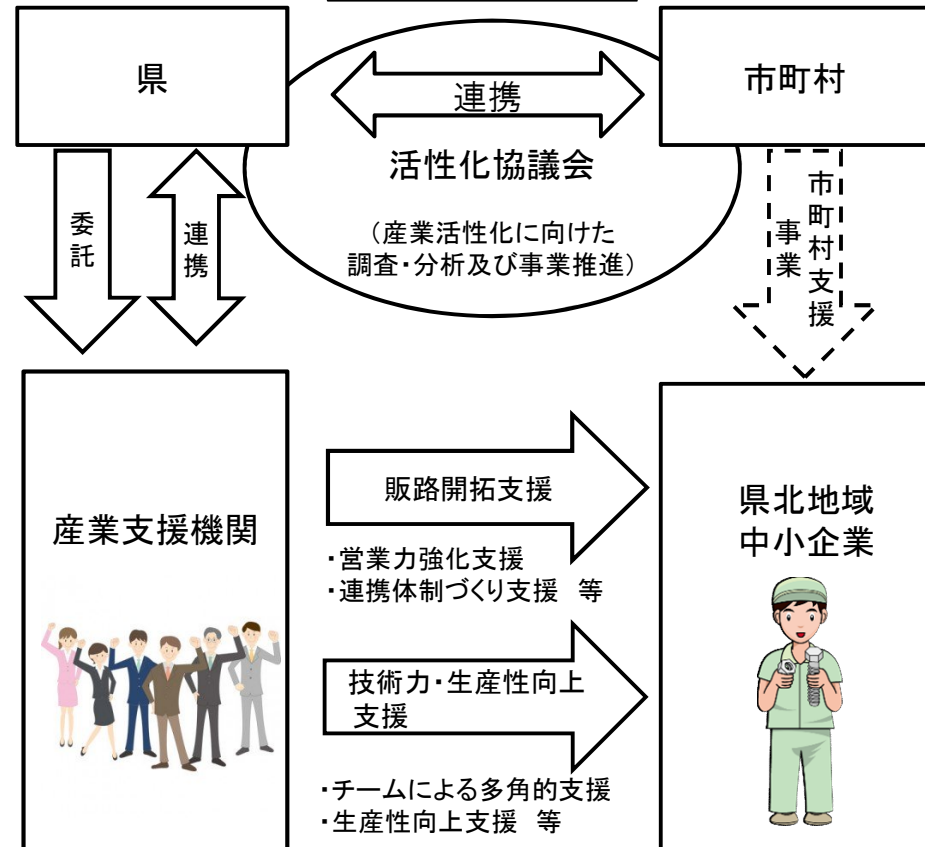 県
連携
市町村
活性化協議会
（産業活性化に向けた
調査・分析及び事業推進）
委託
連携
市町村支援
事業
産業支援機関
販路開拓支援
・営業力強化支援
・連携体制づくり支援　等
技術力・生産性向上
支援
・チームによる多角的支援
・生産性向上支援　等
県北地域
中小企業